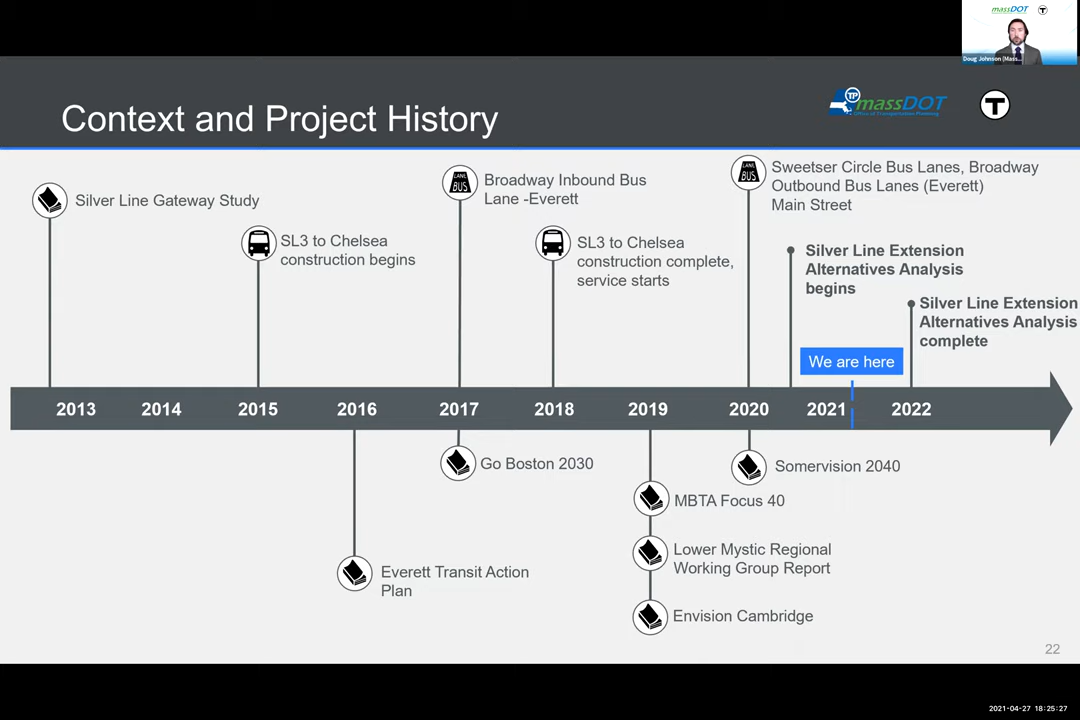 massDOT
T
Doug Johnson (Mass...
Context and Project History
TP
massDOT
Office of Transportation Planning
T
Silver Line Gateway Study
SL3 to Chelsea
construction begins
LANE
BUS
Broadway Inbound Bus
Lane -Everett
SL3 to Chelsea
construction complete,
service starts
LANE
BUS
Sweetser Circle Bus Lanes, Broadway
Outbound Bus Lanes (Everett)
Main Street
Silver Line Extension
Alternatives Analysis
begins
Silver Line Extension
Alternatives Analysis
complete
We are here
2013 2014 2015 2016 2017 2018 2019 2020 2021 2022
Go Boston 2030
Somervision 2040
MBTA Focus 40
Lower Mystic Regional
Working Group Report
Everett Transit Action
Plan
Envision Cambridge
22
2021-04-27 18:25:27